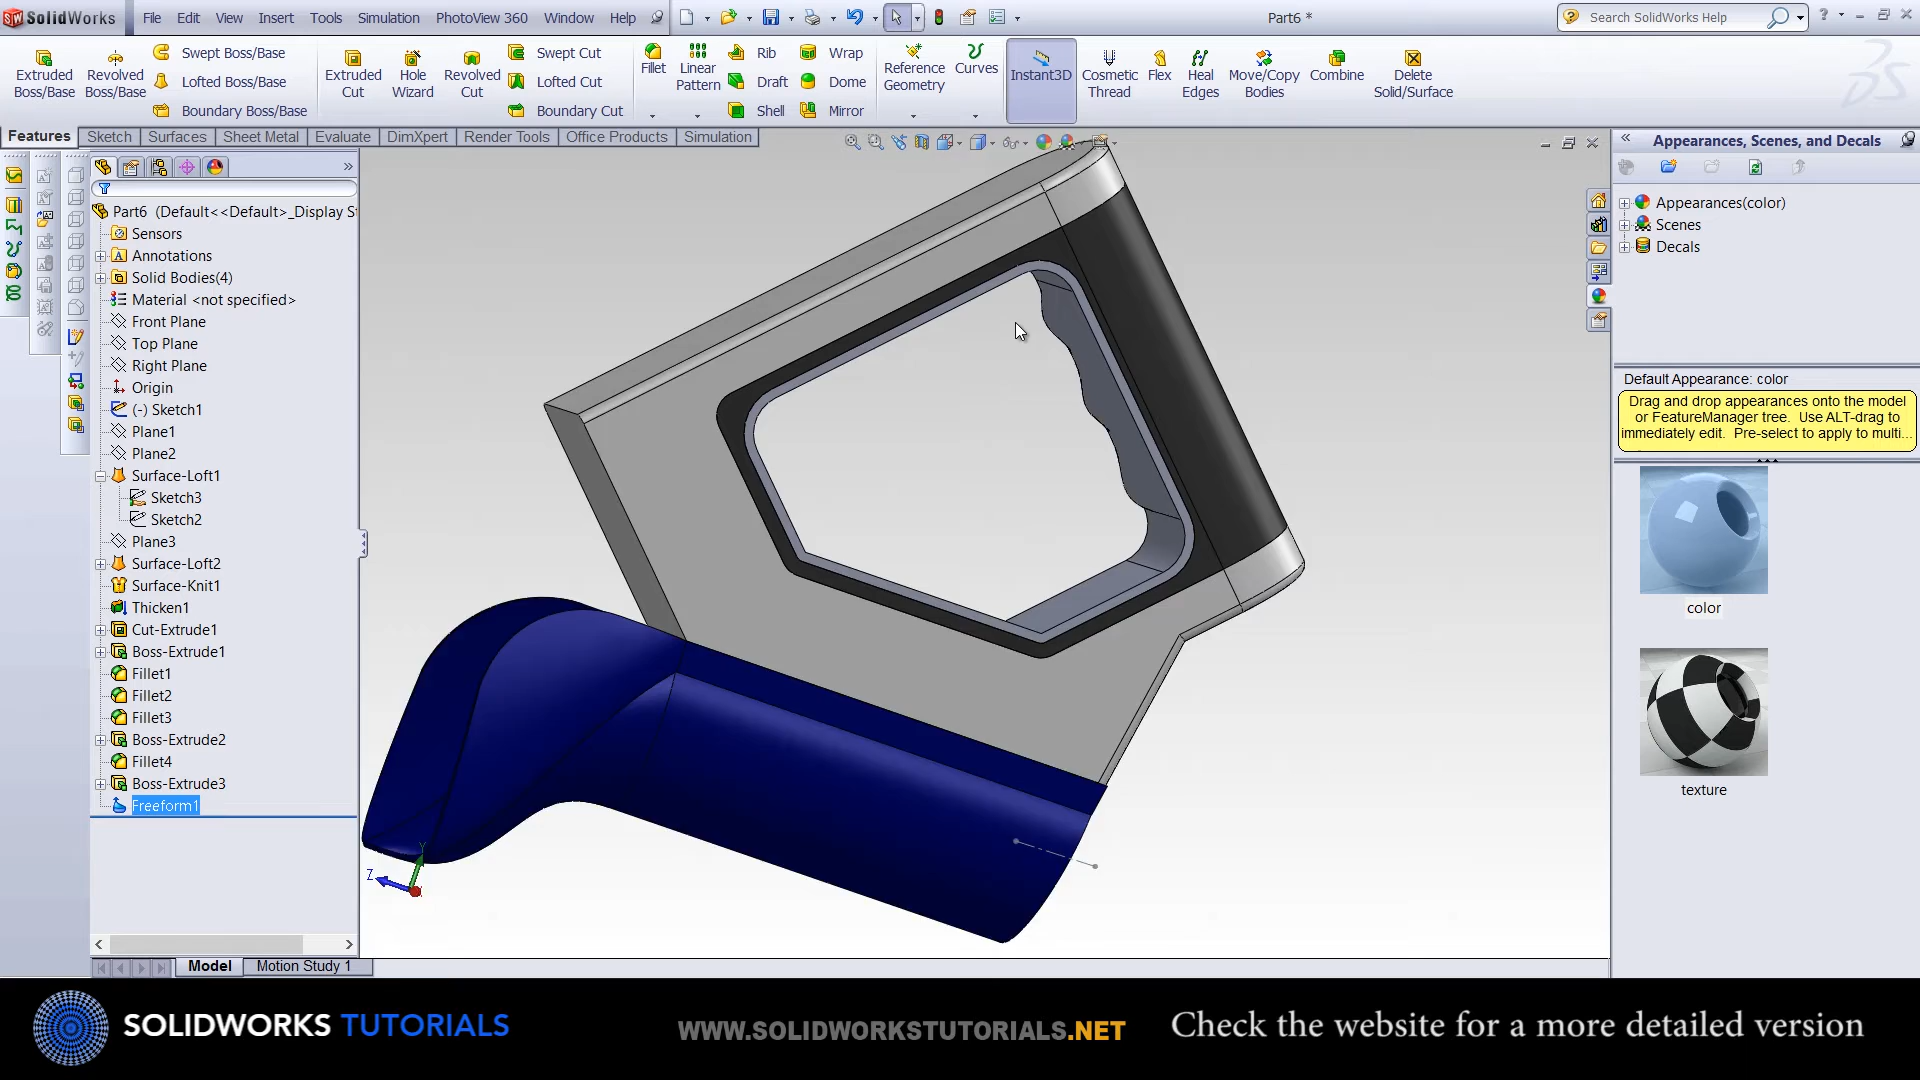 SolidWorks File Edit View Insert Tools Simulation PhotoView 360 Window Help Part6 * Search SolidWorks Help
Extruded Boss/Base
Revolved Boss/Base
Swept Boss/Base
Lofted Boss/Base
Boundary Boss/Base
Extruded Cut
Hole Wizard
Revolved Cut
Swept Cut
Lofted Cut
Boundary Cut
Fillet
Linear Pattern
Rib
Draft
Shell
Wrap
Dome
Mirror
Reference Geometry
Curves
Instant3D
Cosmetic Thread
Flex
Heal Edges
Move/Copy Bodies
Combine
Delete Solid/Surface
Features Sketch Surfaces Sheet Metal Evaluate DimXpert Render Tools Office Products Simulation
Part6 (Default<<Default>_Display St
Sensors
Annotations
Solid Bodies(4)
Material <not specified>
Front Plane
Top Plane
Right Plane
Origin
(-) Sketch1
Plane1
Plane2
Surface-Loft1
Sketch3
Sketch2
Plane3
Surface-Loft2
Surface-Knit1
Thicken1
Cut-Extrude1
Boss-Extrude1
Fillet1
Fillet2
Fillet3
Boss-Extrude2
Fillet4
Boss-Extrude3
Freeform1
Y
Z
Model Motion Study 1
Appearances, Scenes, and Decals
Appearances(color)
Scenes
Decals
Default Appearance: color
Drag and drop appearances onto the model
or FeatureManager tree. Use ALT-drag to
immediately edit. Pre-select to apply to multi...
color
texture
SOLIDWORKS TUTORIALS WWW.SOLIDWORKSTUTORIALS.NET Check the website for a more detailed version